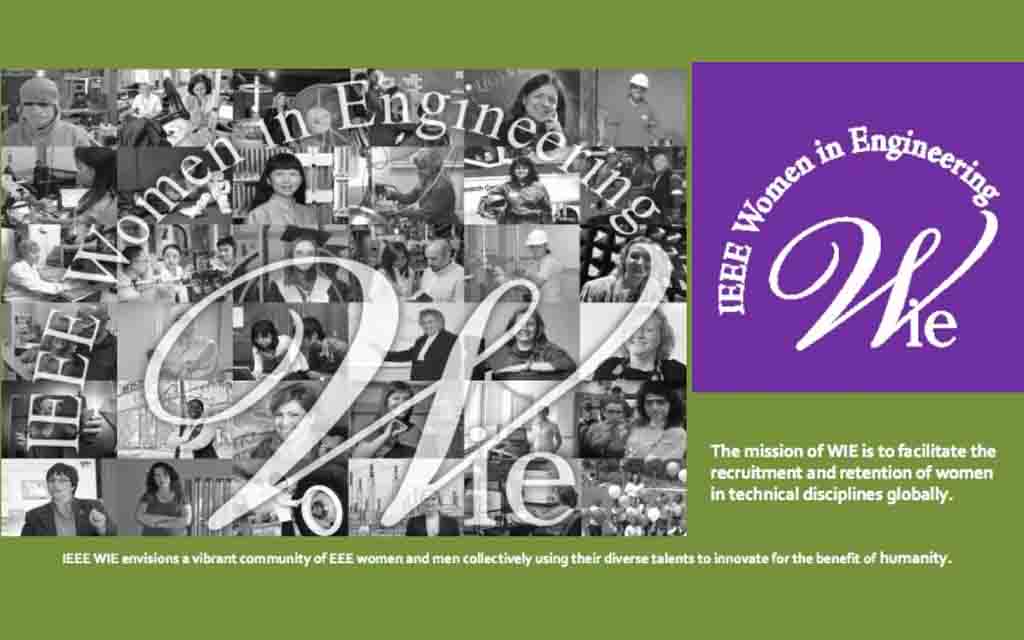 IEEE Women in Engineering
Wie
IEEE Women in Engineering
Wie
The mission of WIE is to facilitate the
recruitment and retention of women
in technical disciplines globally.
IEEE WIE envisions a vibrant community of EEE women and men collectively using their diverse talents to innovate for the benefit of humanity.